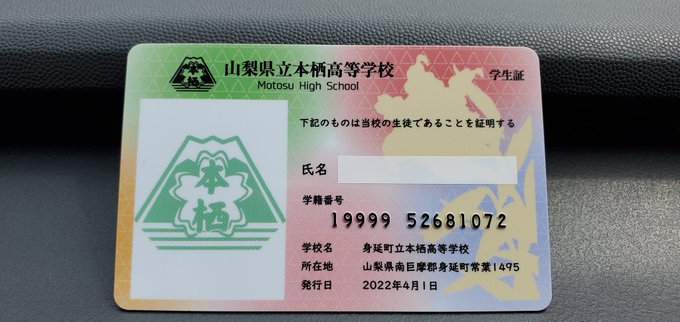 本栖
山梨県立本栖高等学校
Motosu High School
学生証
下記のものは当校の生徒であることを証明する
氏名
本栖
学籍番号
19999 52681072
学校名 身延町立本栖高等学校
所在地 山梨県南巨摩郡身延町常葉1495
発行日 2022年4月1日